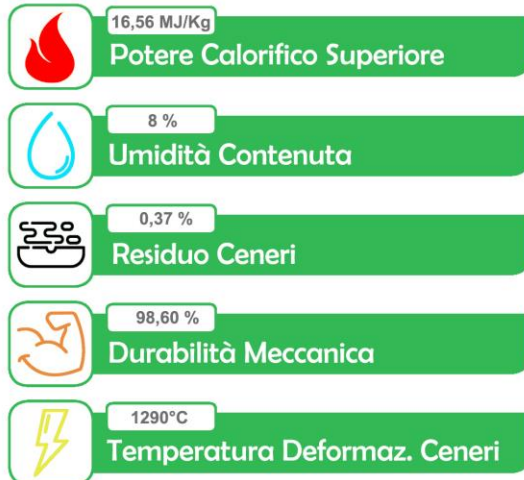 16,56 MJ/Kg
Potere Calorifico Superiore
8 %
Umidità Contenuta
0,37 %
Residuo Ceneri
98,60 %
Durabilità Meccanica
1290°C
Temperatura Deformaz. Ceneri